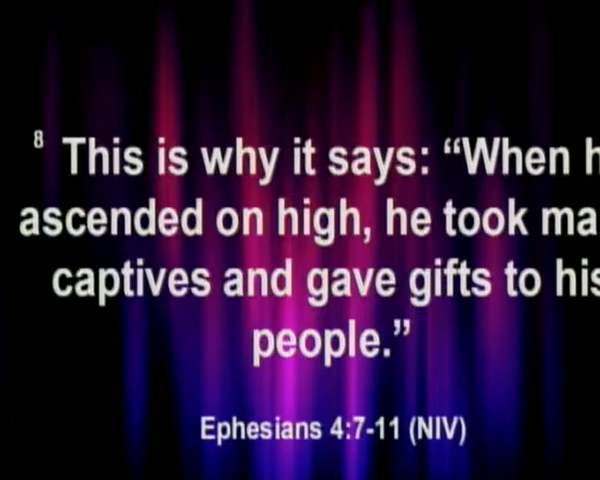 8 This is why it says: “When h
ascended on high, he took ma
captives and gave gifts to his
people.”
Ephesians 4:7-11 (NIV)